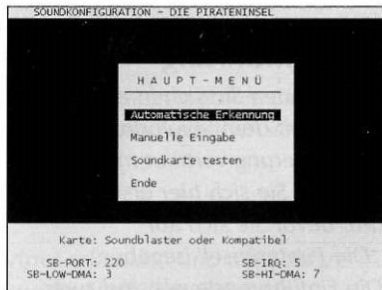 SOUNDKONFIGURATION - DIE PIRATENINSEL
HAUPT-MENÜ
Automatische Erkennung
Manuelle Eingabe
Soundkarte testen
Ende
Karte: Soundblaster oder Kompatibel
SB-PORT: 220 SB-IRQ: 5
SB-LOW-DMA: 3 SB-HI-DMA: 7